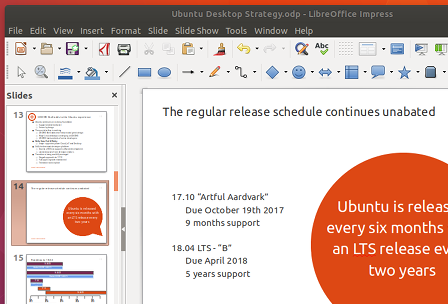 Ubuntu Desktop Strategy.odp - LibreOffice Impress
File Edit View Insert Format Slide Slide Show Tools Window Help
Abc
Slides
13
14
15
The regular release schedule continues unabated
17.10 “Artful Aardvark”
Due October 19th 2017
9 months support
18.04 LTS - “B”
Due April 2018
5 years support
Ubuntu is releas
every six months
an LTS release ev
two years